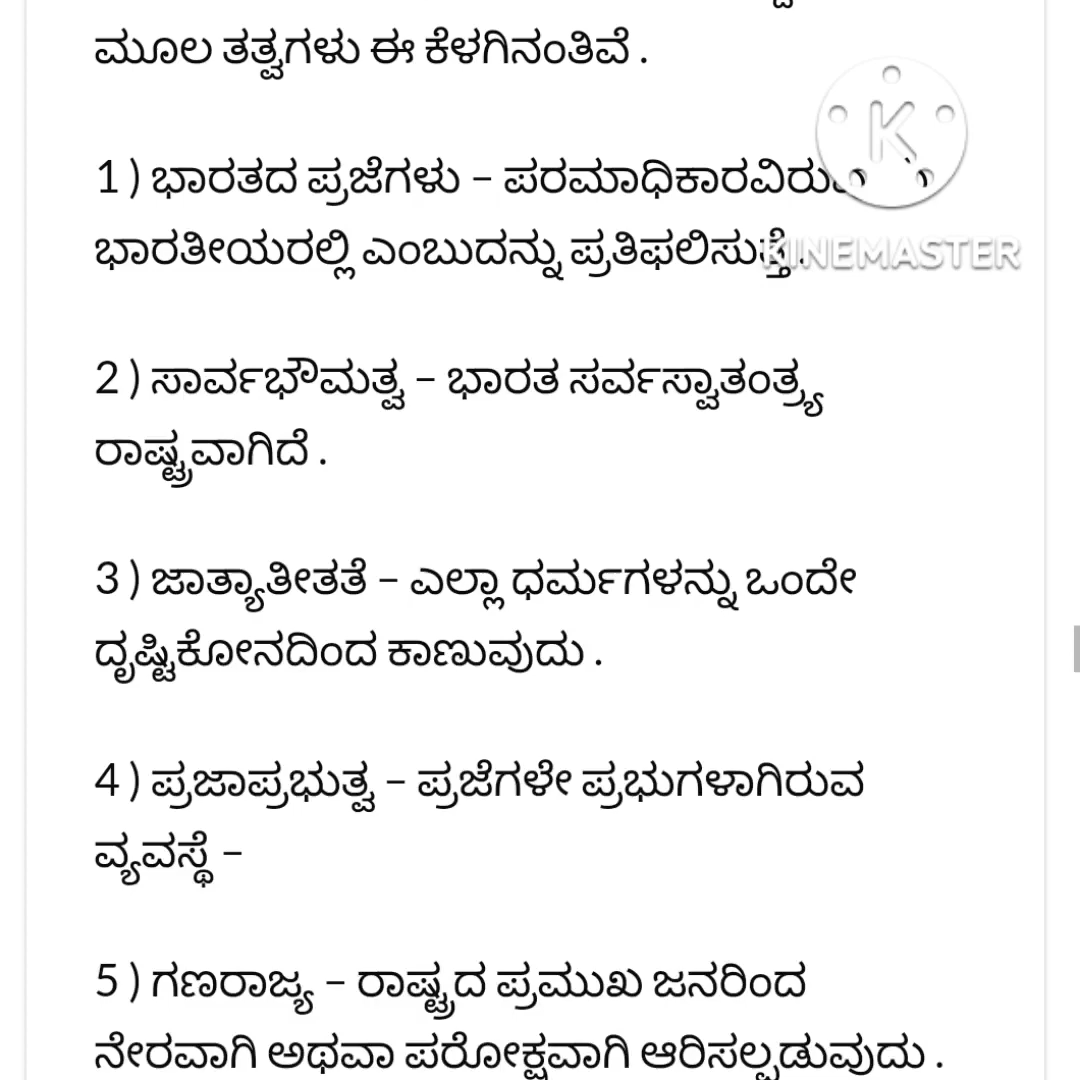 ಮೂಲ ತತ್ವಗಳು ಈ ಕೆಳಗಿನಂತಿವೆ .
1 ) ಭಾರತದ ಪ್ರಜೆಗಳು – 
ಭಾರತೀಯರಲ್ಲಿ ಎಂಬುದನ್ನು ಪ್ರತಿಫಲಿಸುತ್ತೆ .
KINEMASTER
2 ) ಸಾರ್ವಭೌಮತ್ವ – ಭಾರತ ಸರ್ವಸ್ವಾತಂತ್ರ್ಯ
ರಾಷ್ಟ್ರವಾಗಿದೆ .
3 ) ಜಾತ್ಯಾತೀತತೆ – ಎಲ್ಲಾ ಧರ್ಮಗಳನ್ನು ಒಂದೇ
ದೃಷ್ಟಿಕೋನದಿಂದ ಕಾಣುವುದು .
4 ) ಪ್ರಜಾಪ್ರಭುತ್ವ – ಪ್ರಜೆಗಳೇ ಪ್ರಭುಗಳಾಗಿರುವ
ವ್ಯವಸ್ಥೆ –
5 ) ಗಣರಾಜ್ಯ – ರಾಷ್ಟ್ರದ ಪ್ರಮುಖ ಜನರಿಂದ
ನೇರವಾಗಿ ಅಥವಾ ಪರೋಕ್ಷವಾಗಿ ಆರಿಸಲ್ಪಡುವುದು .